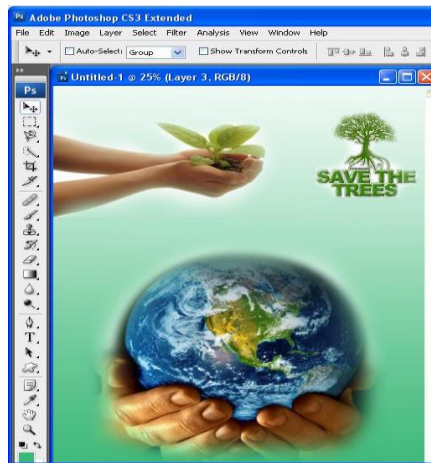 Ps Adobe Photoshop CS3 Extended
File Edit Image Layer Select Filter Analysis View Window Help
Auto-Select: Group Show Transform Controls
Untitled-1 @ 25% (Layer 3, RGB/8)
Ps
T
SAVE THE
TREES